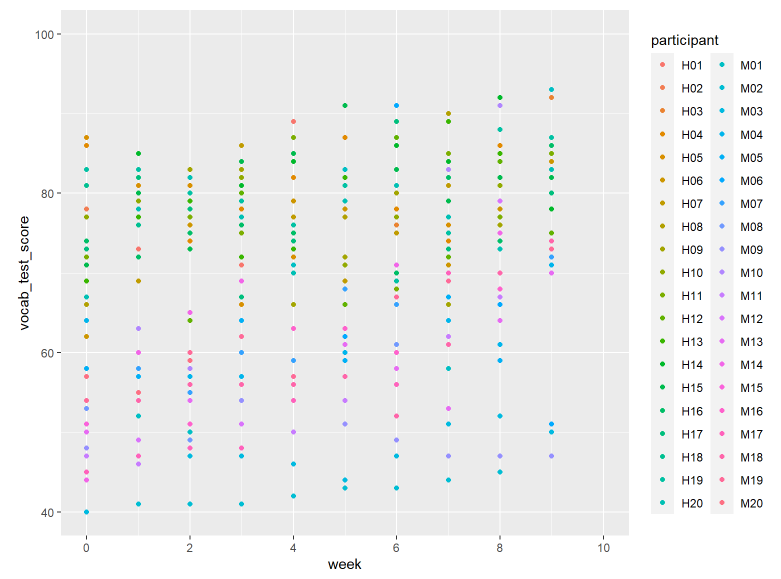 100
80
60
40
vocab_test_score
0 2 4 6 8 10
week
participant
H01 M01
H02 M02
H03 M03
H04 M04
H05 M05
H06 M06
H07 M07
H08 M08
H09 M09
H10 M10
H11 M11
H12 M12
H13 M13
H14 M14
H15 M15
H16 M16
H17 M17
H18 M18
H19 M19
H20 M20